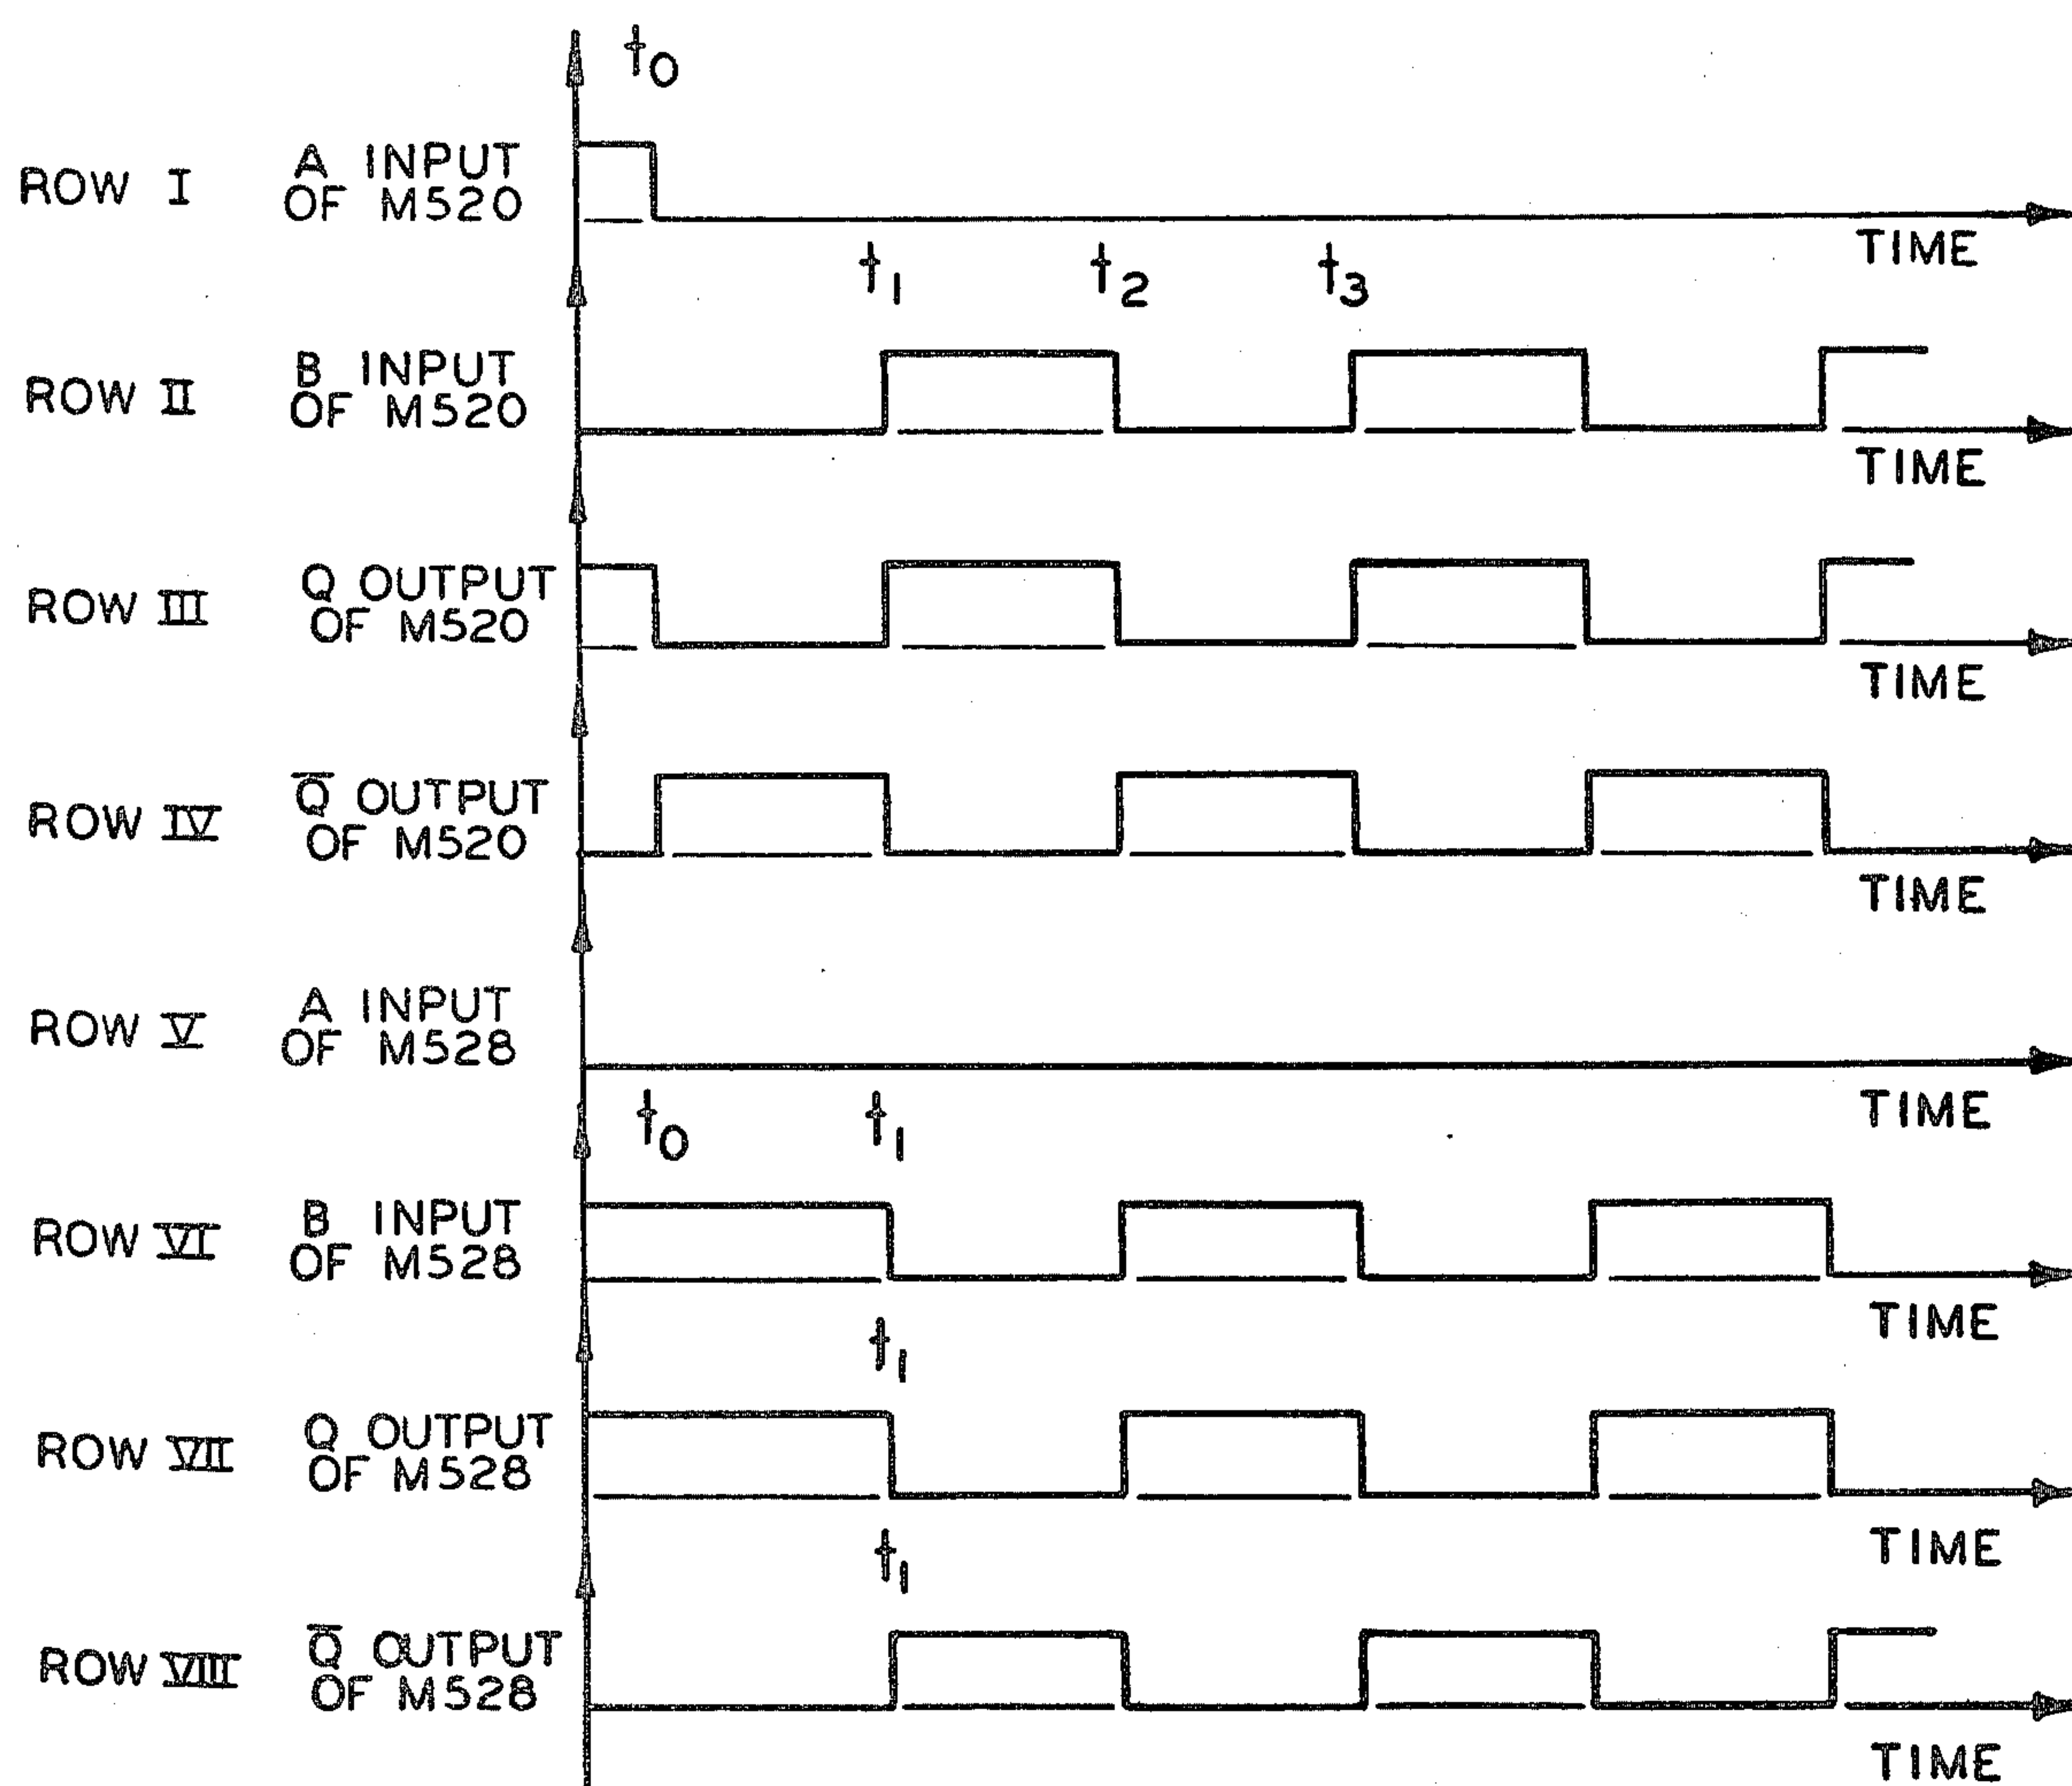 t0
ROW I
A INPUT
OF M520
TIME
t1 t2 t3
ROW II
B INPUT
OF M520
TIME
ROW III
Q OUTPUT
OF M520
TIME
ROW IV
Q̅ OUTPUT
OF M520
TIME
ROW V
A INPUT
OF M528
TIME
t0 t1
ROW VI
B INPUT
OF M528
TIME
t1
ROW VII
Q OUTPUT
OF M528
TIME
t1
ROW VIII
Q̅ OUTPUT
OF M528
TIME